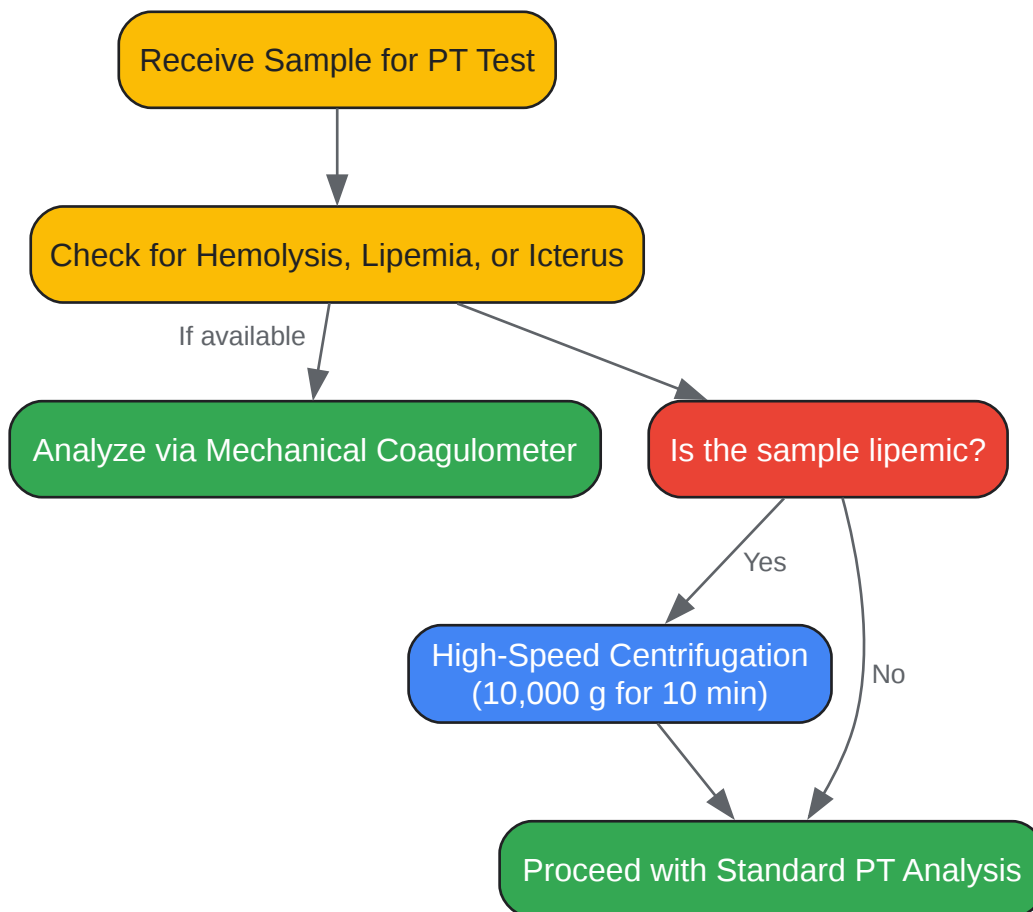 Receive Sample for PT Test
Check for Hemolysis, Lipemia, or Icterus
If available
Analyze via Mechanical Coagulometer
Is the sample lipemic?
Yes
High-Speed Centrifugation
(10,000 g for 10 min)
No
Proceed with Standard PT Analysis